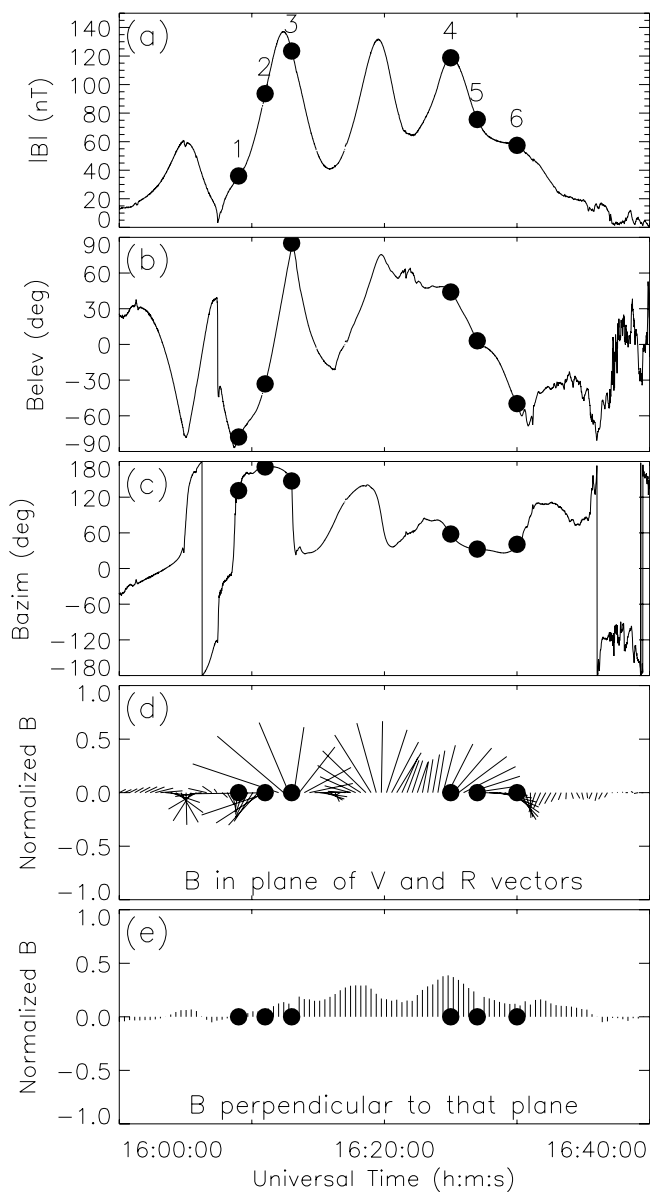 (a)
140
120
100
80
60
40
20
0
|B| (nT)
1
2
3
4
5
6
(b)
90
60
30
0
−30
−60
−90
Belev (deg)
(c)
180
120
60
0
−60
−120
−180
Bazim (deg)
(d)
1.0
0.5
0.0
−0.5
−1.0
Normalized B
B in plane of V and R vectors
(e)
1.0
0.5
0.0
−0.5
−1.0
Normalized B
B perpendicular to that plane
16:00:00 16:20:00 16:40:00
Universal Time (h:m:s)